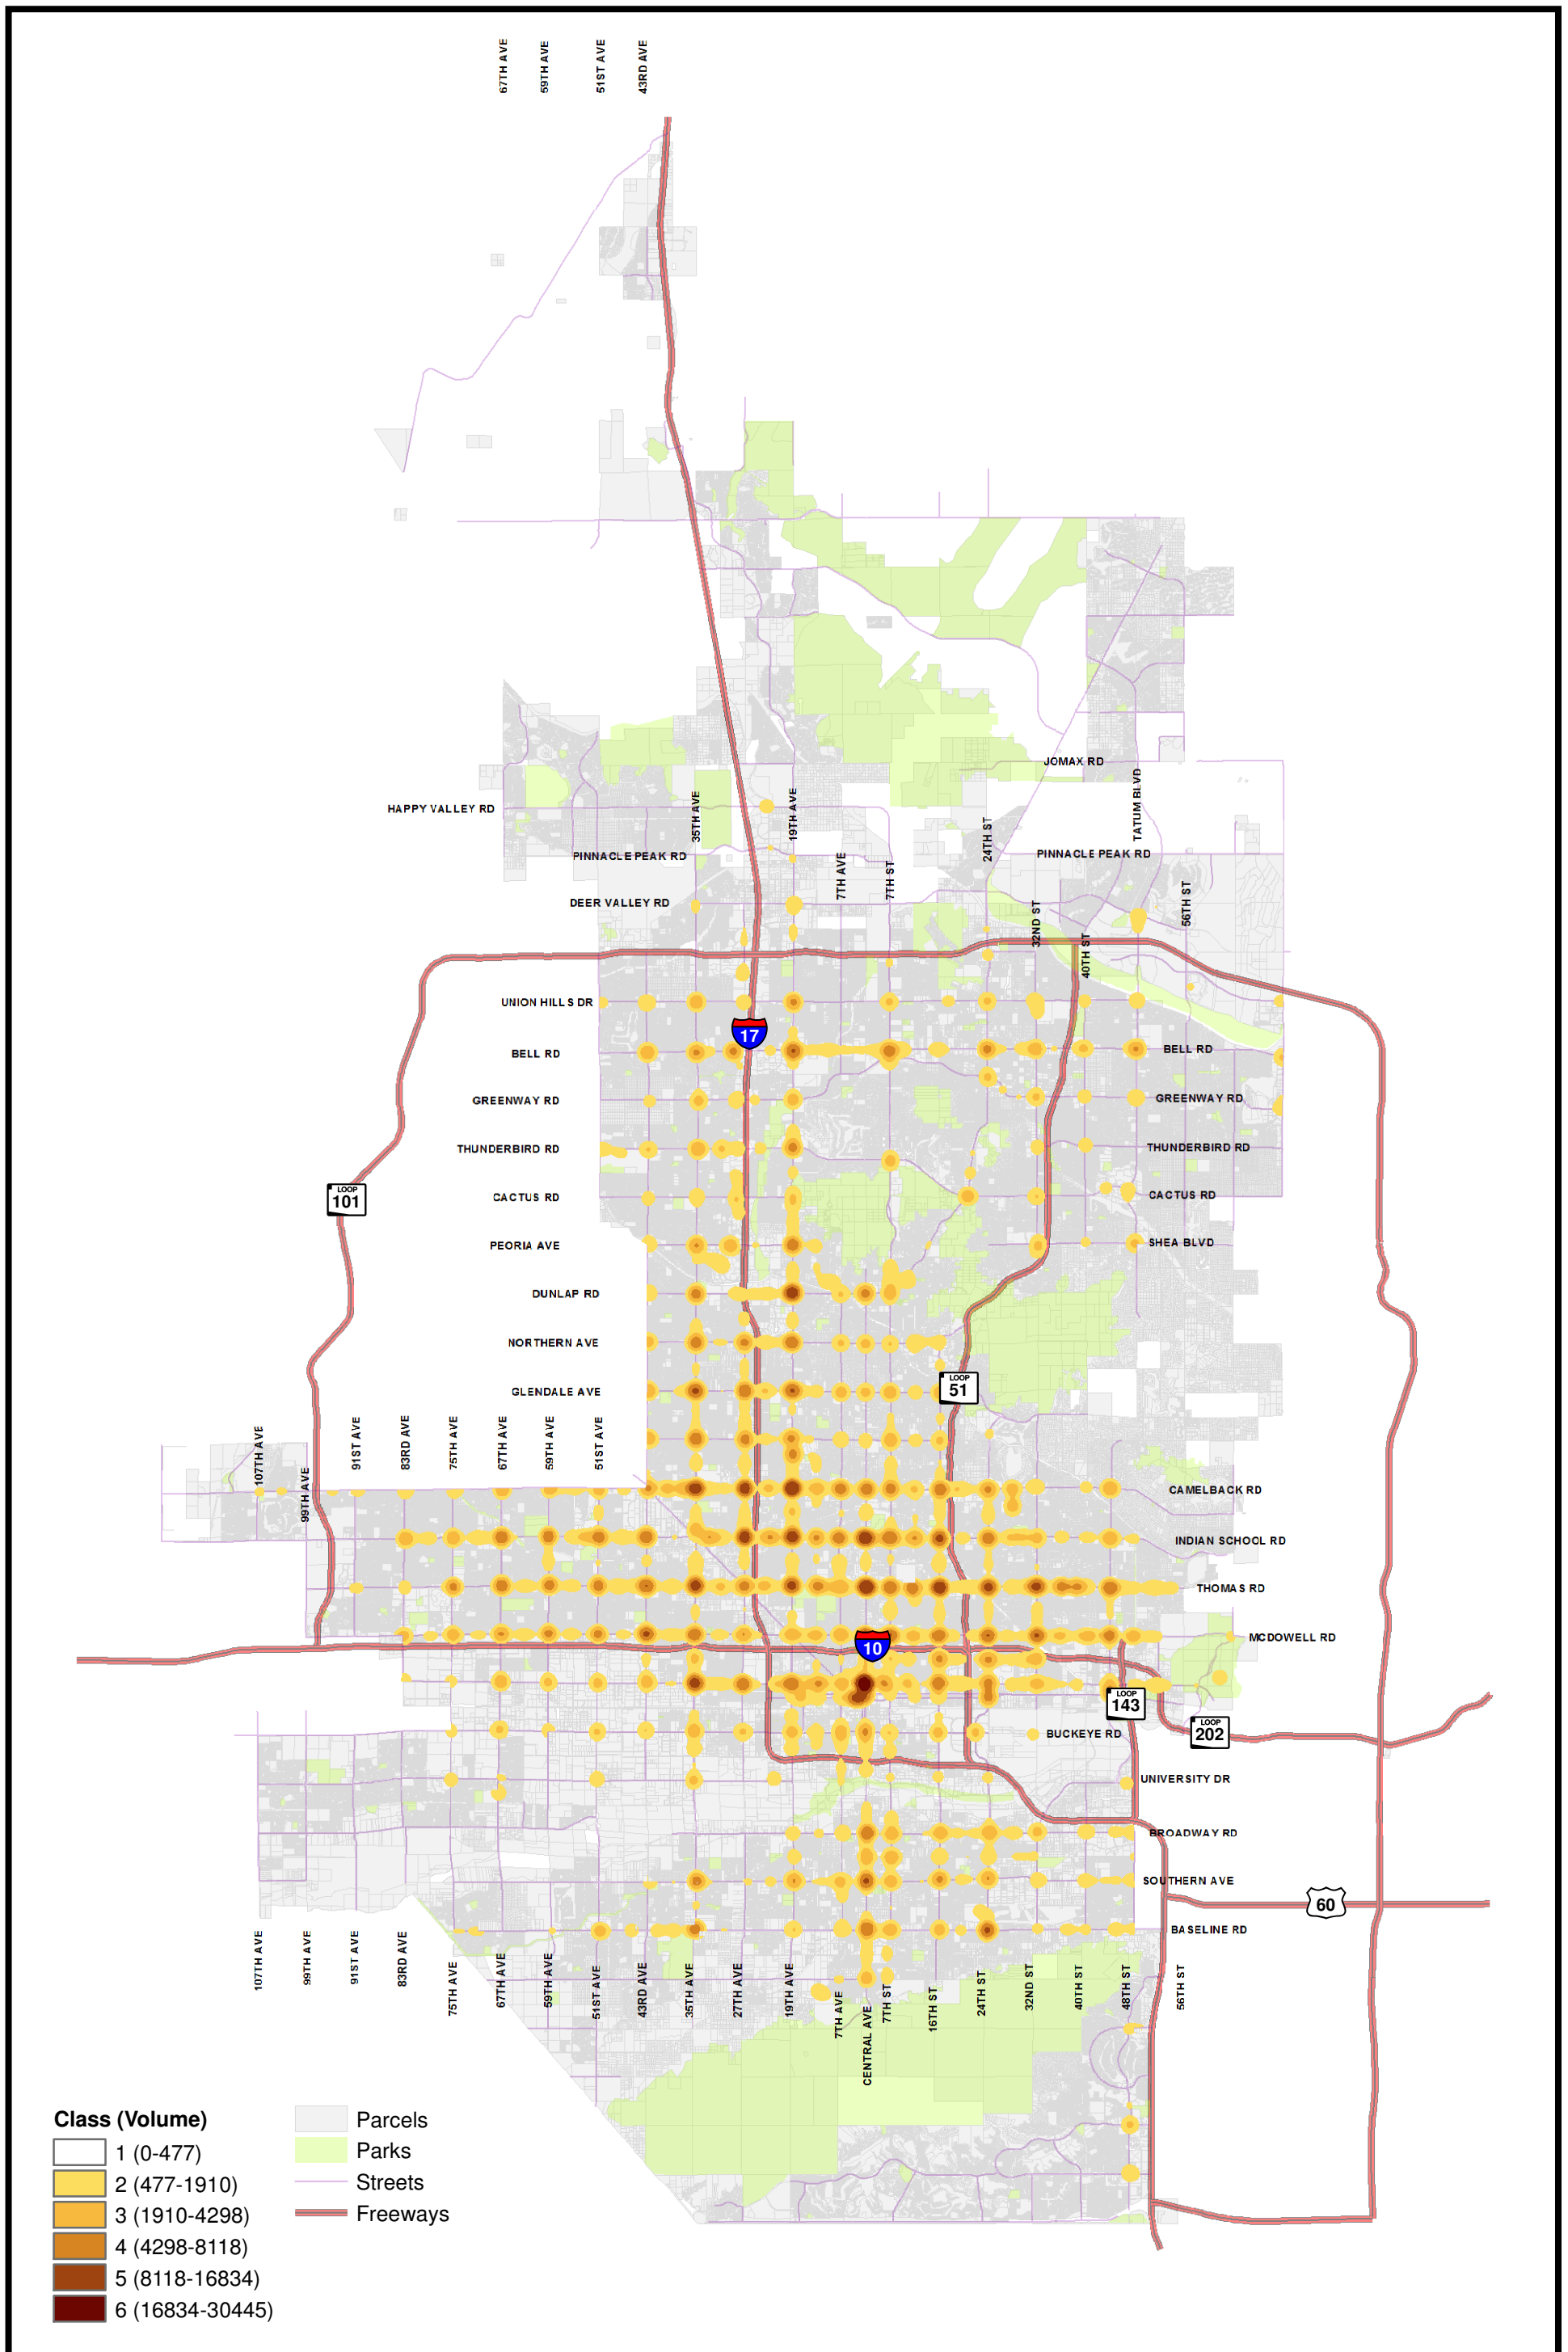 67TH AVE
59TH AVE
51ST AVE
43RD AVE
JOMAX RD
TATUM BLVD
HAPPY VALLEY RD
35TH AVE
19TH AVE
24TH ST
PINNACLE PEAK RD
PINNACLE PEAK RD
7TH AVE
7TH ST
56TH ST
DEER VALLEY RD
32ND ST
40TH ST
UNION HILLS DR
17
BELL RD
BELL RD
GREENWAY RD
GREENWAY RD
THUNDERBIRD RD
THUNDERBIRD RD
LOOP
101
CACTUS RD
CACTUS RD
PEORIA AVE
SHEA BLVD
DUNLAP RD
NORTHERN AVE
GLENDALE AVE
LOOP
51
107TH AVE
99TH AVE
91ST AVE
83RD AVE
75TH AVE
67TH AVE
59TH AVE
51ST AVE
CAMELBACK RD
INDIAN SCHOOL RD
THOMAS RD
MCDOWELL RD
10
LOOP
143
LOOP
202
BUCKEYE RD
UNIVERSITY DR
BROADWAY RD
SOUTHERN AVE
60
BASELINE RD
107TH AVE
99TH AVE
91ST AVE
83RD AVE
75TH AVE
67TH AVE
59TH AVE
51ST AVE
43RD AVE
35TH AVE
27TH AVE
19TH AVE
7TH AVE
CENTRAL AVE
7TH ST
16TH ST
24TH ST
32ND ST
40TH ST
48TH ST
56TH ST
Class (Volume)
1 (0-477)
2 (477-1910)
3 (1910-4298)
4 (4298-8118)
5 (8118-16834)
6 (16834-30445)
Parcels
Parks
Streets
Freeways